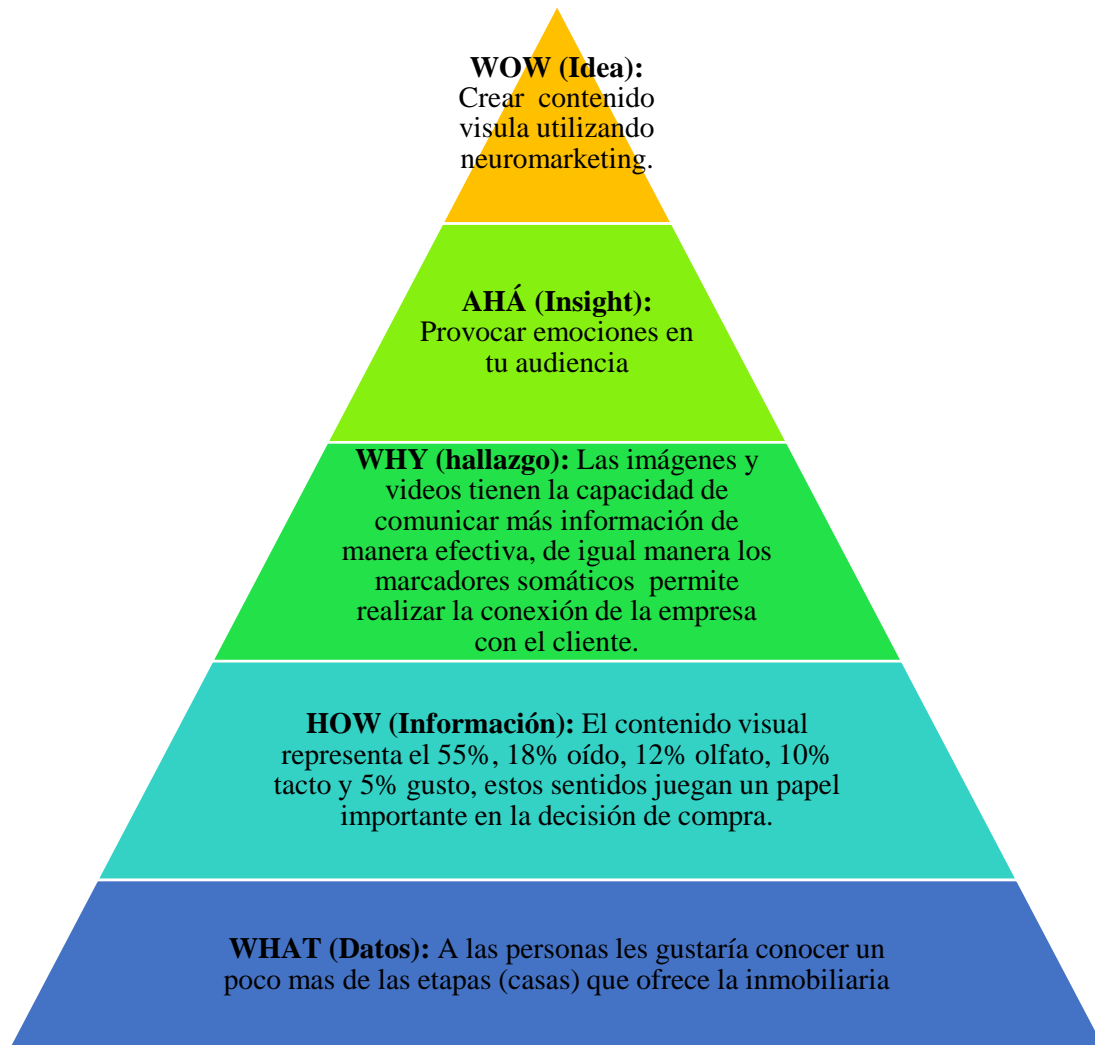 WOW (Idea):
Crear contenido
visula utilizando
neuromarketing.
AHÁ (Insight):
Provocar emociones en
tu audiencia
WHY (hallazgo): Las imágenes y
videos tienen la capacidad de
comunicar más información de
manera efectiva, de igual manera los
marcadores somáticos permite
realizar la conexión de la empresa
con el cliente.
HOW (Información): El contenido visual
representa el 55%, 18% oído, 12% olfato, 10%
tacto y 5% gusto, estos sentidos juegan un papel
importante en la decisión de compra.
WHAT (Datos): A las personas les gustaría conocer un
poco mas de las etapas (casas) que ofrece la inmobiliaria